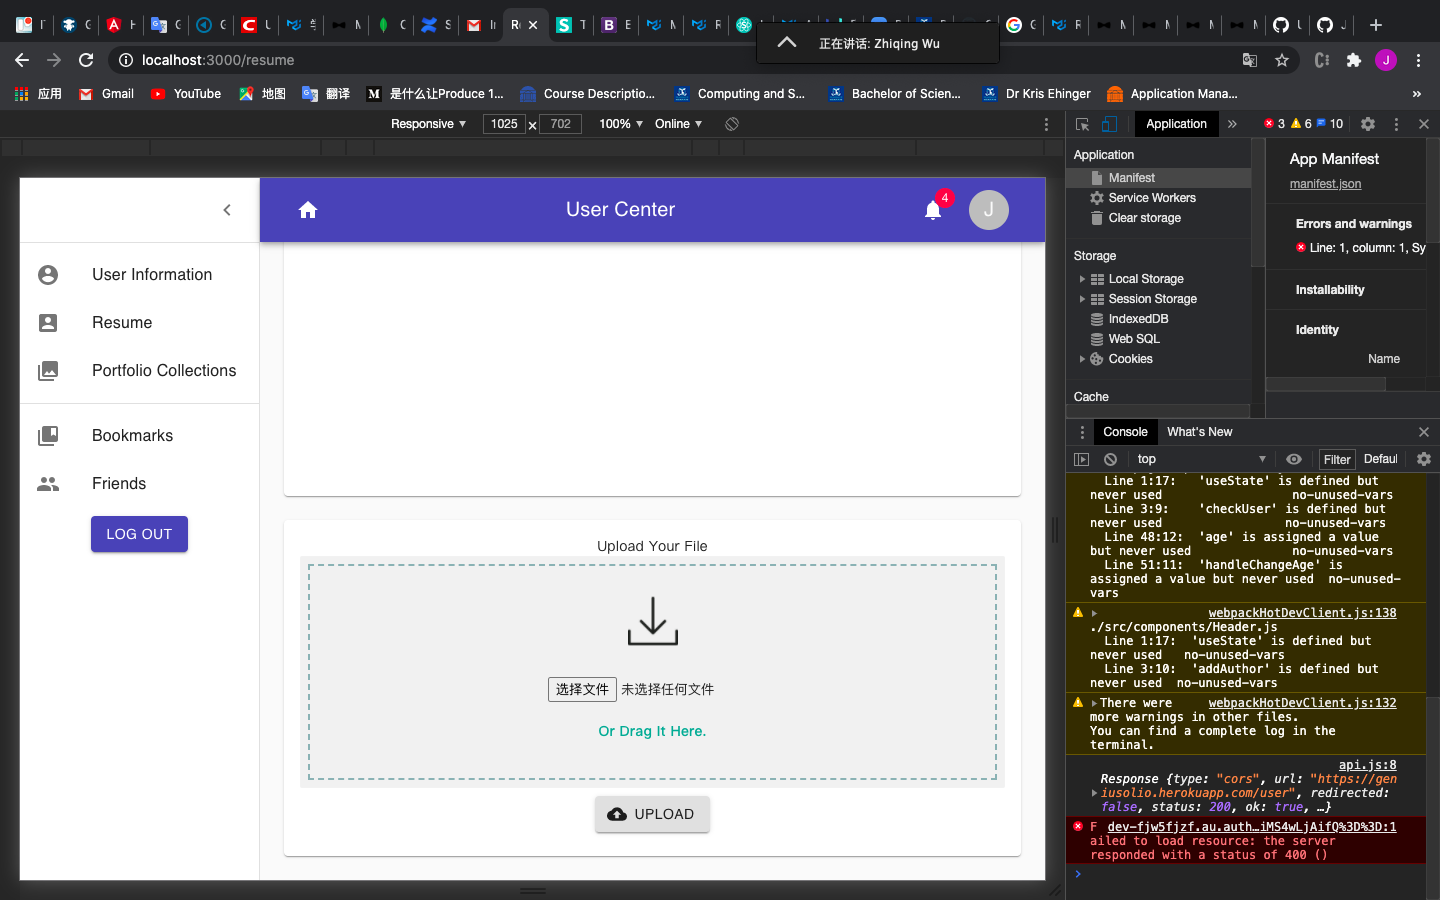 正在讲话: Zhiqing Wu
localhost:3000/resume
应用
Gmail
YouTube
地图
翻译
是什么让Produce 1...
Course Descriptio...
Computing and S...
Bachelor of Scien...
Dr Kris Ehinger
Application Mana...
»
Responsive
1025
702
100%
Online
Application
»
3
6
10
User Center
4
J
User Information
Resume
Portfolio Collections
Bookmarks
Friends
LOG OUT
Upload Your File
选择文件 未选择任何文件
Or Drag It Here.
UPLOAD
Application
Manifest
Service Workers
Clear storage
Storage
Local Storage
Session Storage
IndexedDB
Web SQL
Cookies
Cache
App Manifest
manifest.json
Errors and warnings
Line: 1, column: 1, Sy
Installability
Identity
Name
Console
What's New
top
Filter
Defaul
Line 1:17: 'useState' is defined but
never used no-unused-vars
Line 3:9: 'checkUser' is defined but
never used no-unused-vars
Line 48:12: 'age' is assigned a value
but never used no-unused-vars
Line 51:11: 'handleChangeAge' is
assigned a value but never used no-unused-
vars
webpackHotDevClient.js:138
./src/components/Header.js
Line 1:17: 'useState' is defined but
never used no-unused-vars
Line 3:10: 'addAuthor' is defined but
never used no-unused-vars
There were webpackHotDevClient.js:132
more warnings in other files.
You can find a complete log in the
terminal.
api.js:8
Response {type: "cors", url: "https://gen
iusolio.herokuapp.com/user", redirected:
false, status: 200, ok: true, …}
F dev-fjw5fjzf.au.auth…iMS4wLjAifQ%3D%3D:1
ailed to load resource: the server
responded with a status of 400 ()